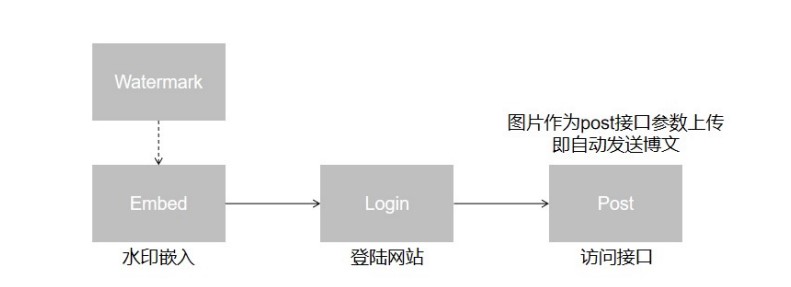 Watermark
图片作为post接口参数上传
即自动发送博文
Embed
Login
Post
水印嵌入
登陆网站
访问接口